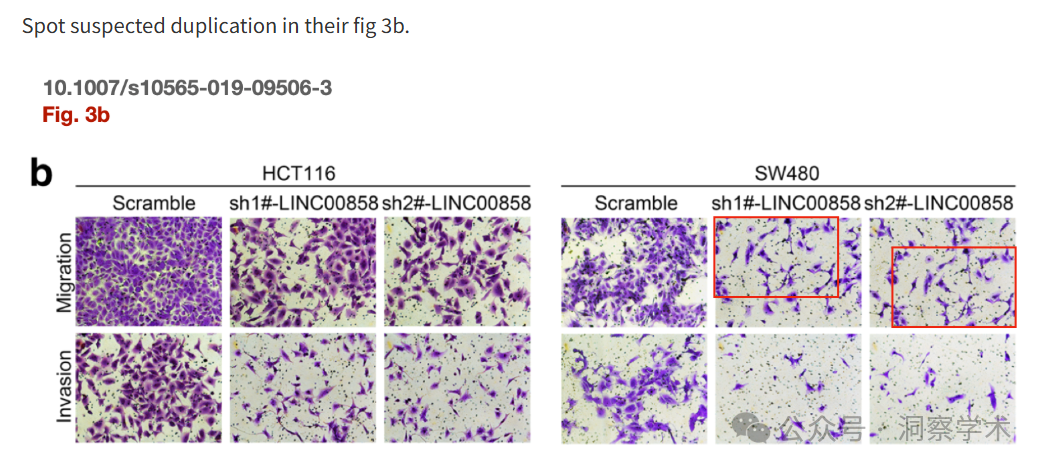 Spot suspected duplication in their fig 3b.
10.1007/s10565-019-09506-3
Fig. 3b
b
HCT116 SW480
Scramble sh1#-LINC00858 sh2#-LINC00858 Scramble sh1#-LINC00858 sh2#-LINC00858
Migration
Invasion
公众号 洞察学术